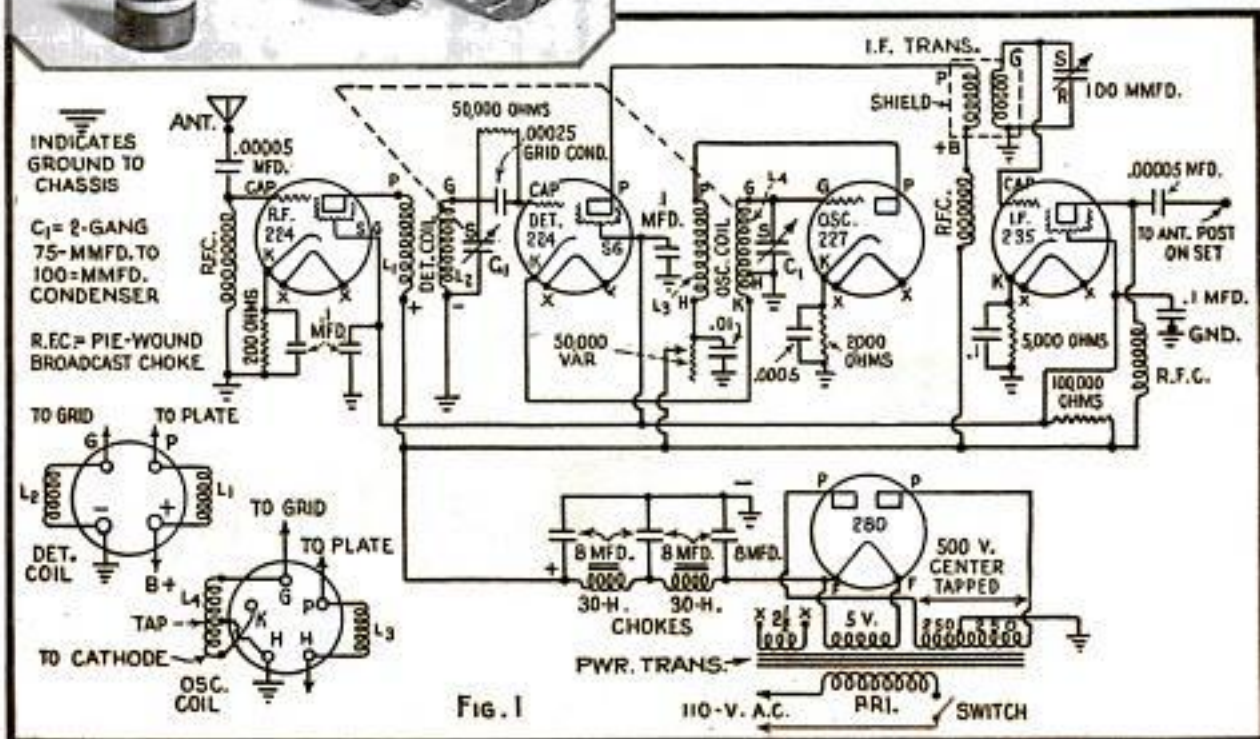 INDICATES
GROUND TO
CHASSIS
C1= 2-GANG
75-MMFD. TO
100=MMFD.
CONDENSER
R.F.C.= PIE-WOUND
BROADCAST CHOKE
ANT.
.00005
MFD.
CAP
R.F.
224
P
SG
K
X
X
R.F.C.
200 OHMS
.1
MFD.
P
L1
+
DET. COIL
G
L2
-
S
C1
50,000 OHMS
.00025
GRID COND.
CAP
DET.
224
P
SG
K
X
X
.1
MFD.
P
L3
H
OSC. COIL
G
L4
H
K
C1
50,000
VAR
.01
G
P
OSC.
227
K
X
X
.0005
2000
OHMS
I.F. TRANS.
P
G
SHIELD
+B
S
R
100 MMFD.
R.F.C.
CAP
I.F.
235
K
X
X
.1
5,000 OHMS
.00005 MFD.
TO ANT. POST
ON SET
.1 MFD.
GND.
R.F.C.
100,000
OHMS
TO GRID
TO PLATE
G
P
L2
L1
-
+
DET.
COIL
B+
TO GRID
TO PLATE
L4
G
P
K
L3
TAP
H
H
TO CATHODE
OSC.
COIL
FIG. 1
+
8 MFD.
8 MFD.
8MFD.
-
30-H.
30-H.
CHOKES
P
P
280
F
F
500 V.
CENTER
TAPPED
X 2½ X
5 V.
250
250
PWR. TRANS.
110-V. A.C.
PRI.
SWITCH